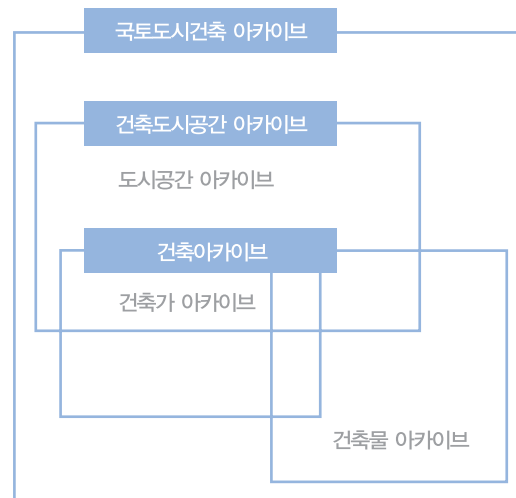 국토도시건축 아카이브
건축도시공간 아카이브
도시공간 아카이브
건축아카이브
건축가 아카이브
건축물 아카이브